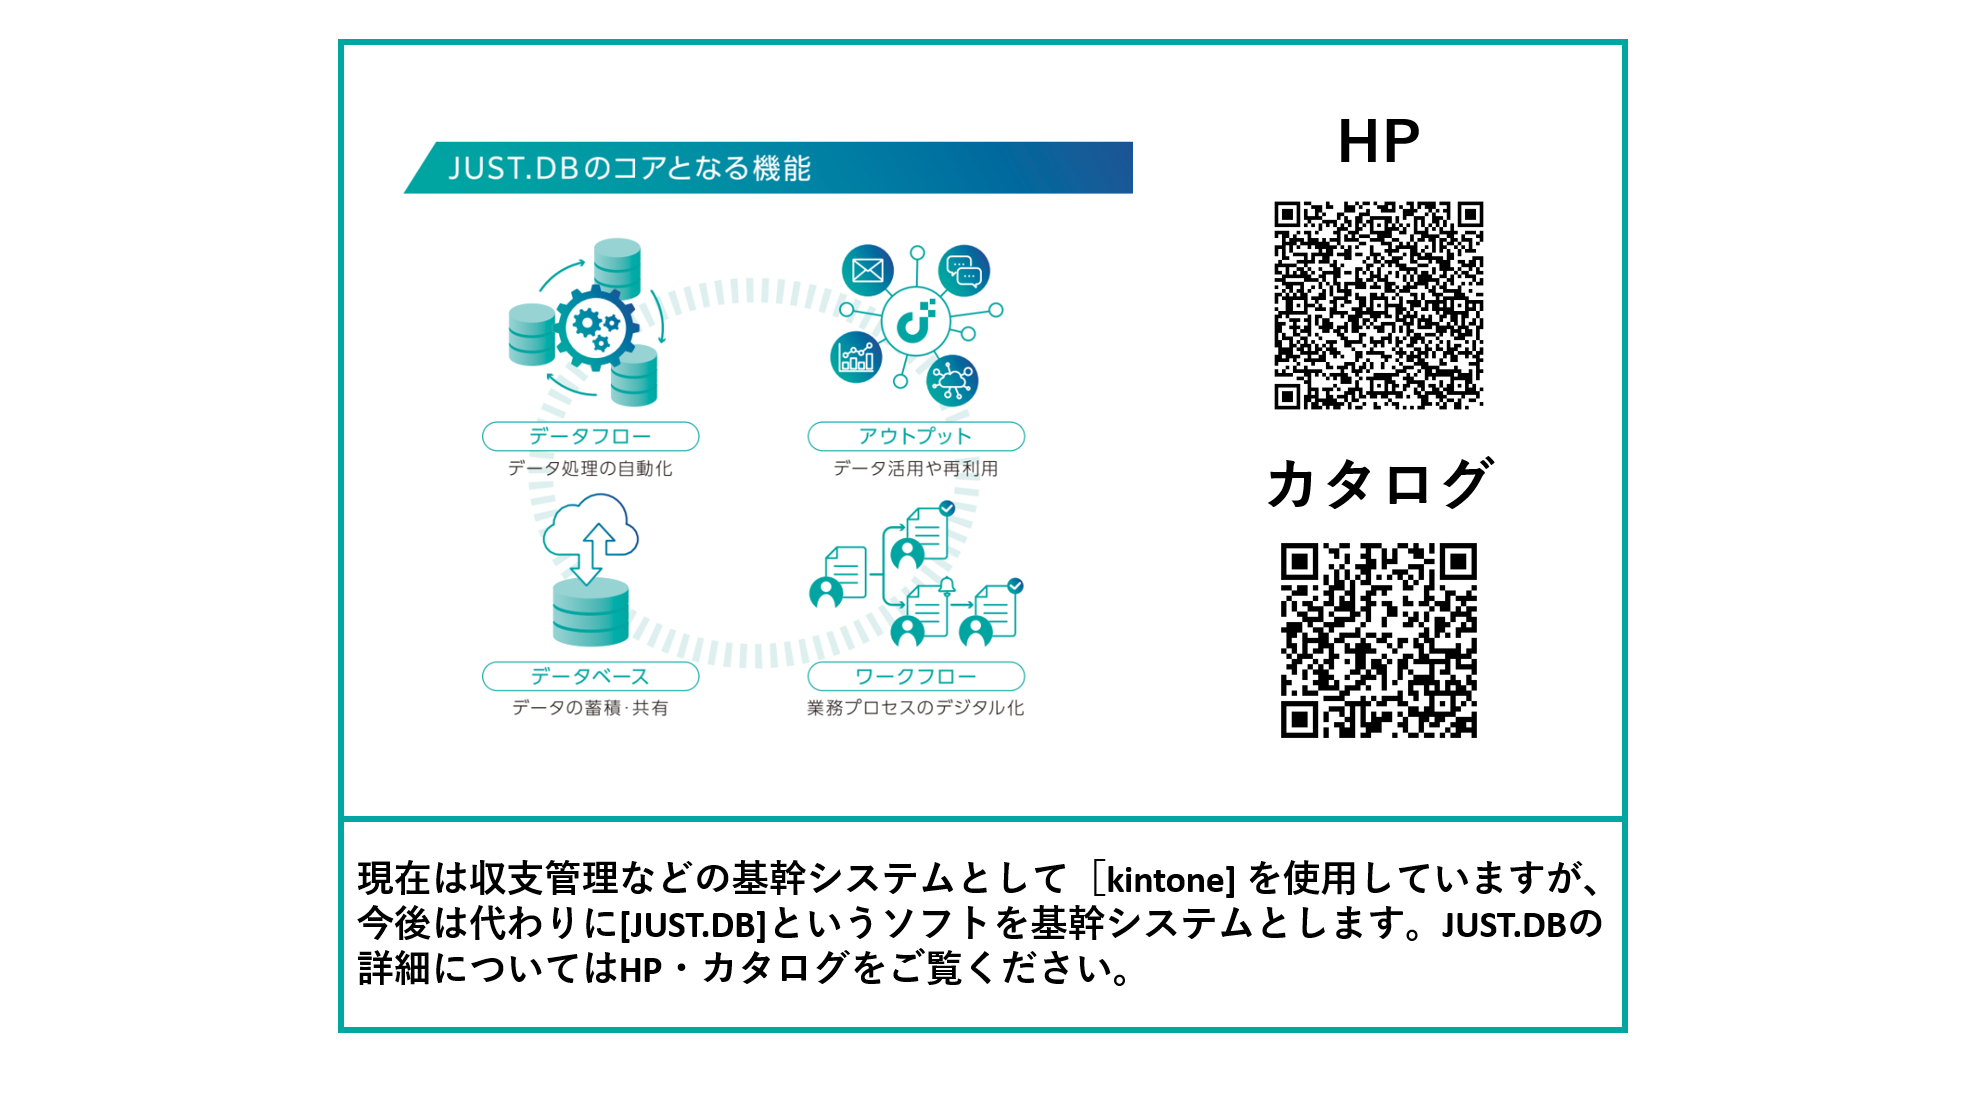 JUST.DBのコアとなる機能
データフロー
データ処理の自動化
アウトプット
データ活用や再利用
データベース
データの蓄積･共有
ワークフロー
業務プロセスのデジタル化
HP
カタログ
現在は収支管理などの基幹システムとして［kintone] を使用していますが、
今後は代わりに[JUST.DB]というソフトを基幹システムとします。JUST.DBの
詳細についてはHP・カタログをご覧ください。